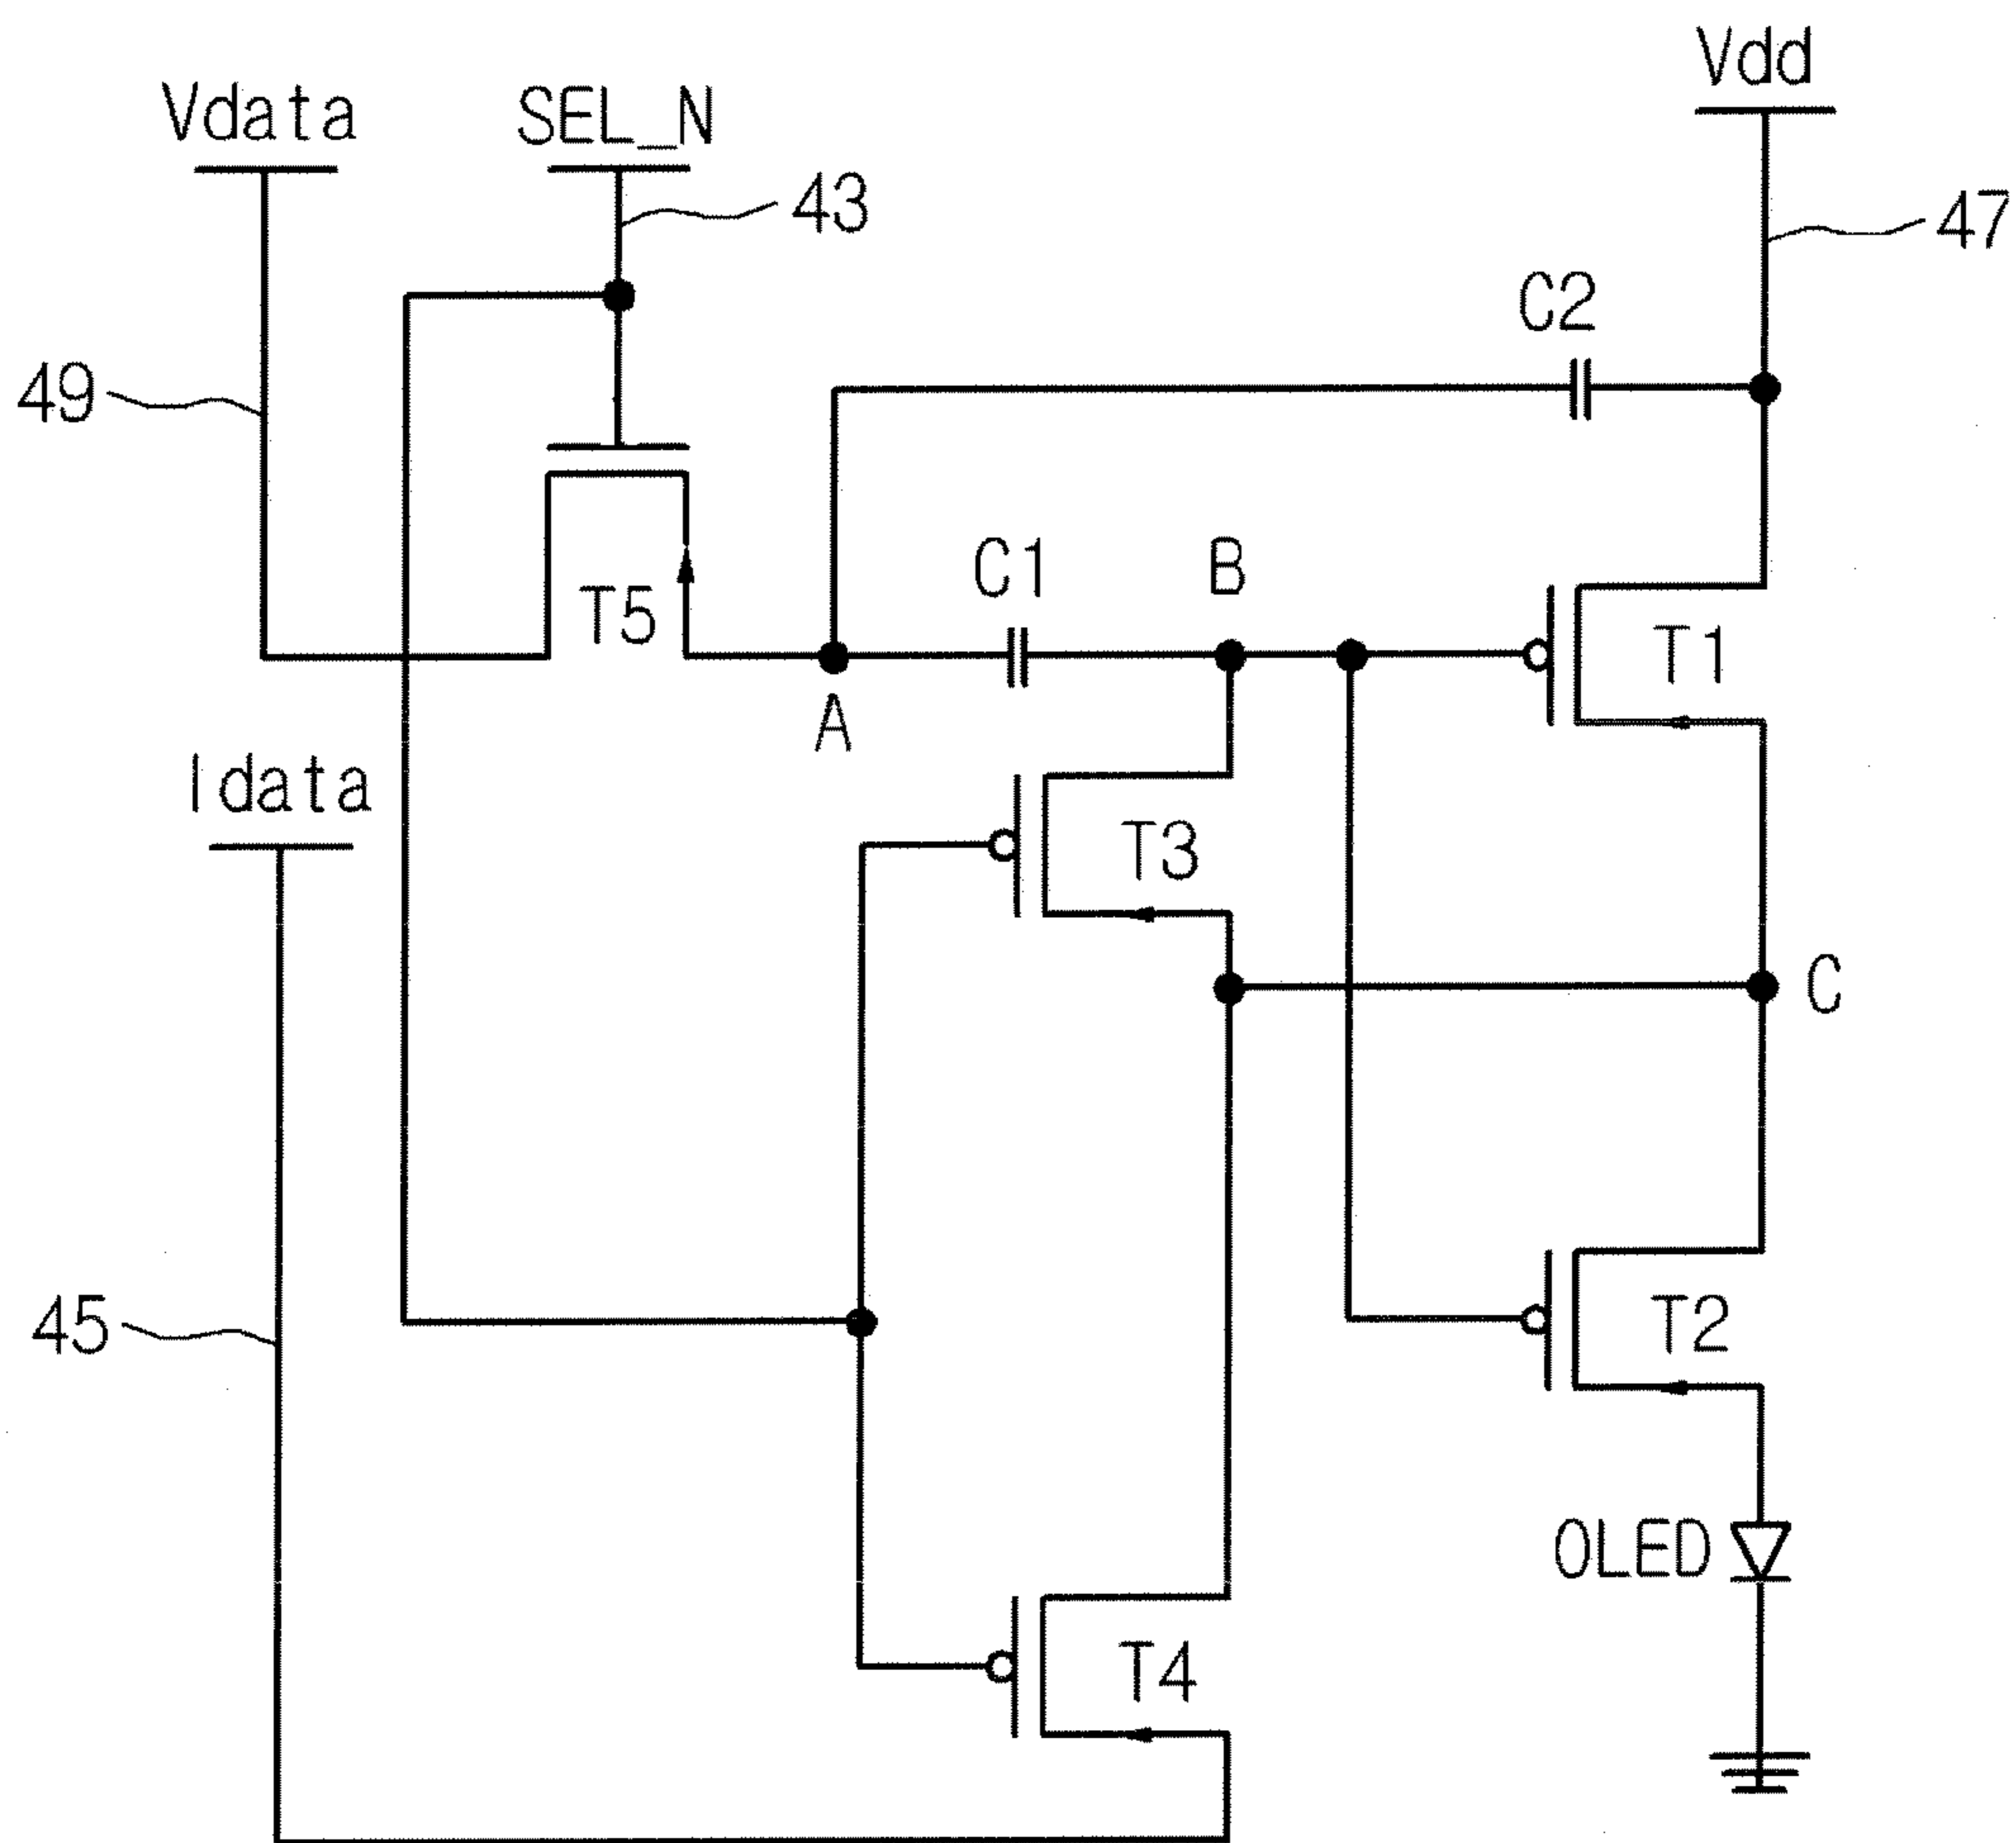 Vdd
Vdata
SEL_N
43
47
C2
49
C1
B
T5
T1
A
Idata
T3
C
45
T2
OLED
T4